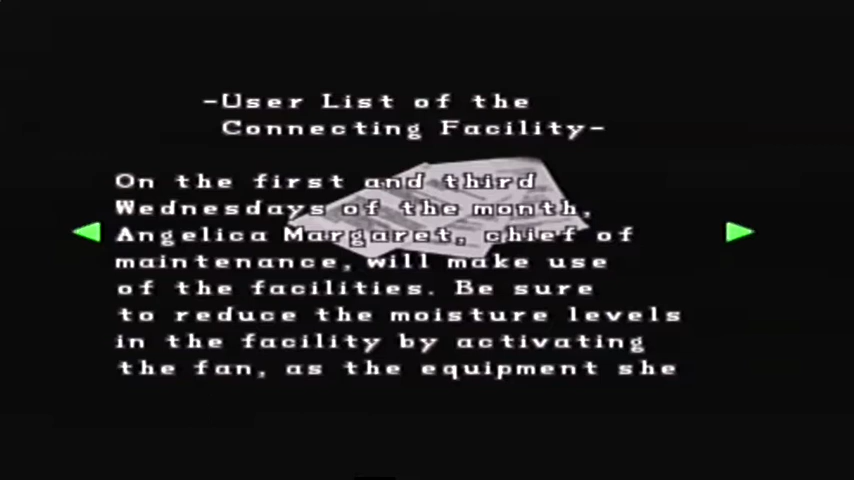 -User List of the
Connecting Facility-
On the first and third
Wednesdays of the month,
Angelica Margaret, chief of
maintenance, will make use
of the facilities. Be sure
to reduce the moisture levels
in the facility by activating
the fan, as the equipment she